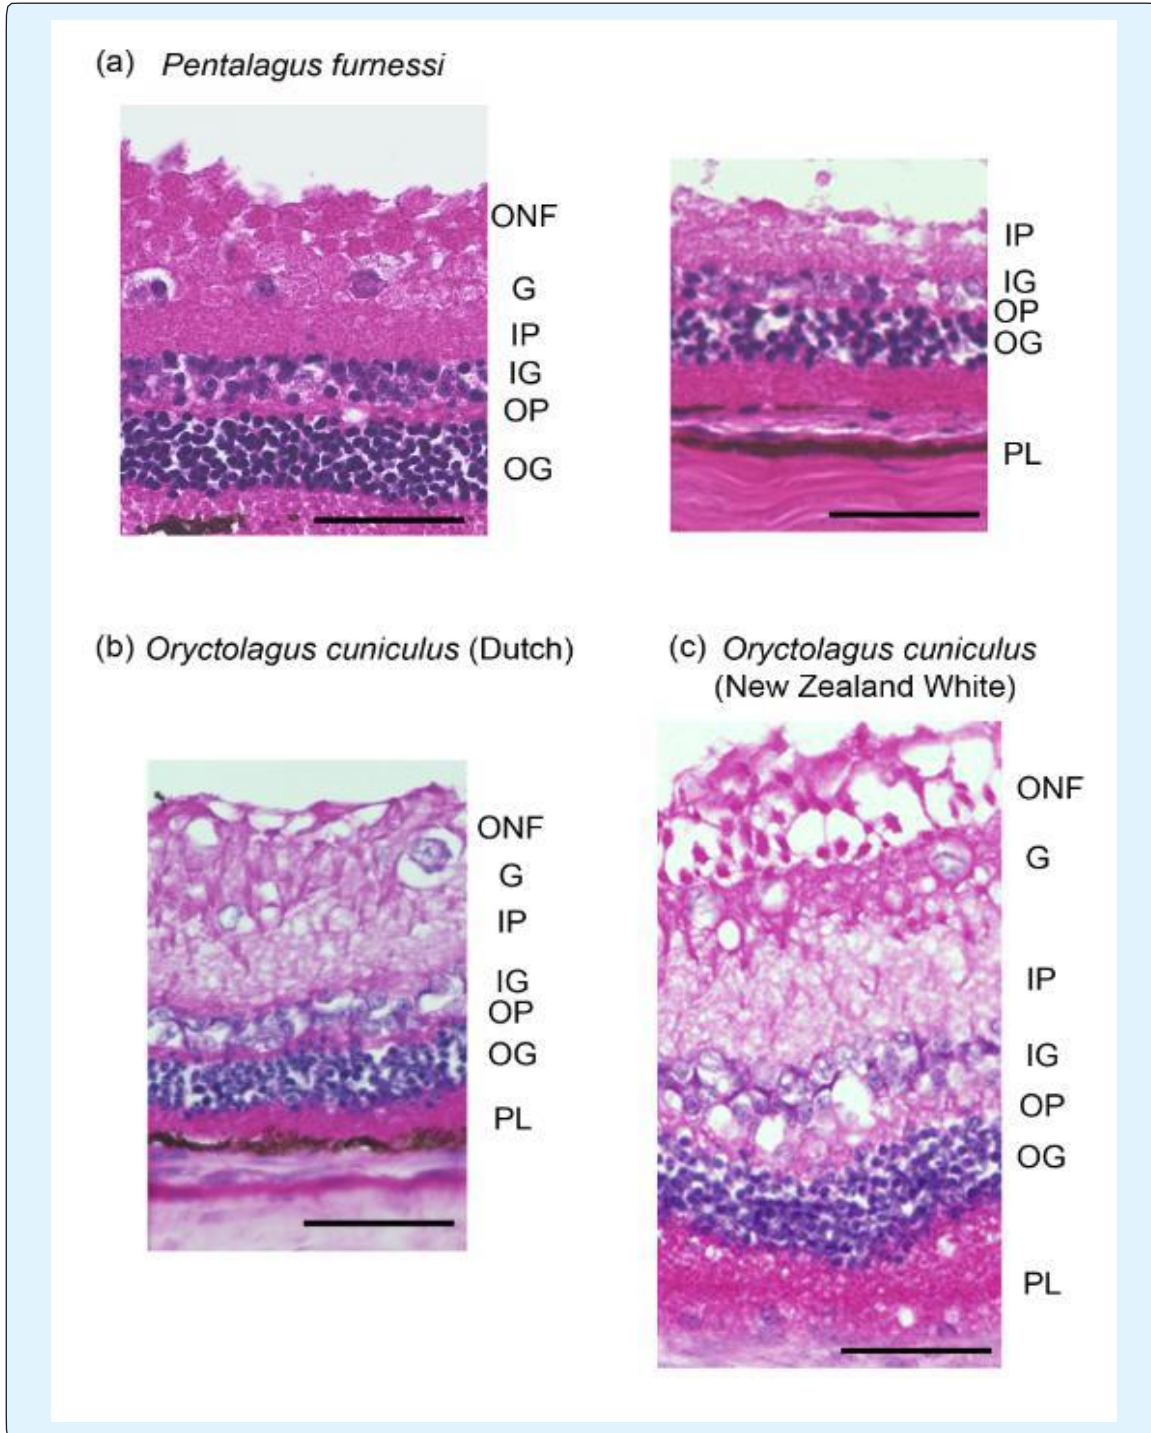 (a) Pentalagus furnessi
ONF
G
IP
IG
OP
OG
IP
IG
OP
OG
PL
(b) Oryctolagus cuniculus (Dutch)
ONF
G
IP
IG
OP
OG
PL
(c) Oryctolagus cuniculus
(New Zealand White)
ONF
G
IP
IG
OP
OG
PL